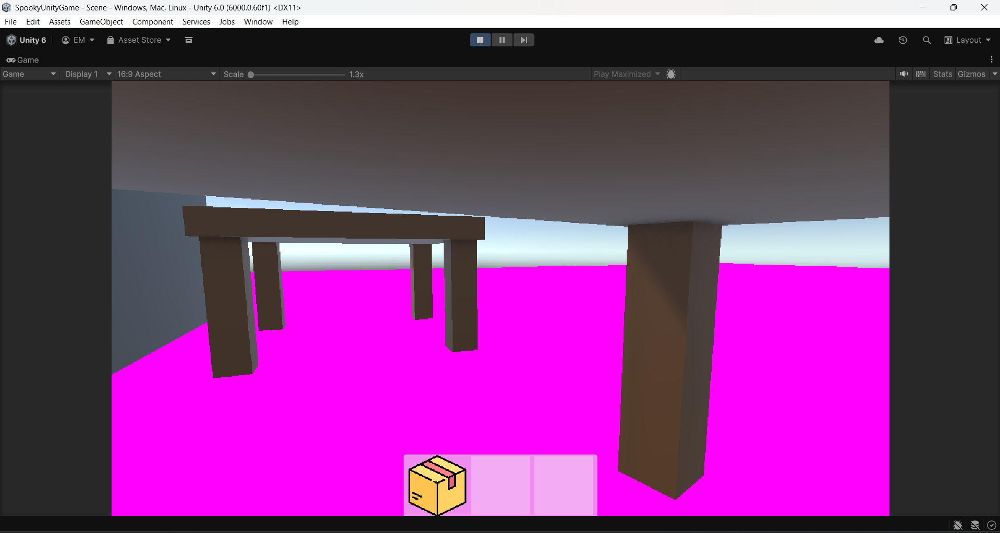 SpookyUnityGame - Scene - Windows, Mac, Linux - Unity 6.0 (6000.0.60f1) <DX11>
File Edit Assets GameObject Component Services Jobs Window Help
Unity 6 EM Asset Store Layout
Game
Game Display 1 16:9 Aspect Scale 1.3x Play Maximized Stats Gizmos